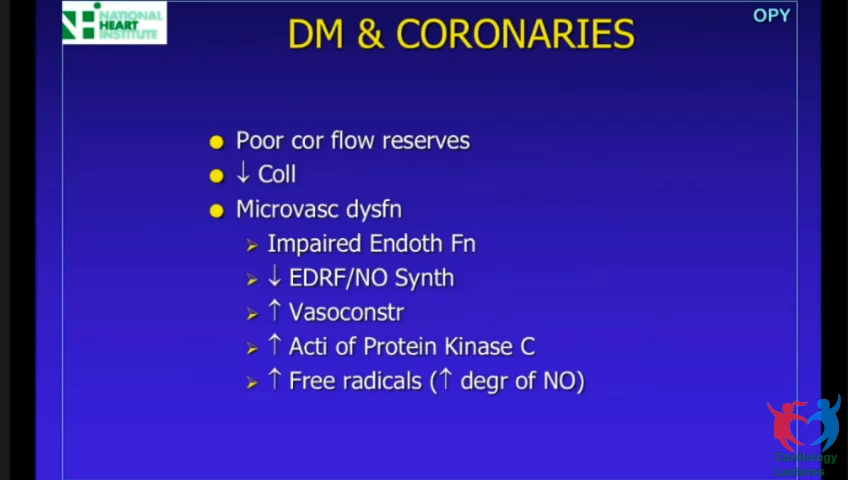 NATIONAL
HEART
INSTITUTE
OPY
DM & CORONARIES
Poor cor flow reserves
↓ Coll
Microvasc dysfn
Impaired Endoth Fn
↓ EDRF/NO Synth
↑ Vasoconstr
↑ Acti of Protein Kinase C
↑ Free radicals (↑ degr of NO)
Cardiology
Lectures